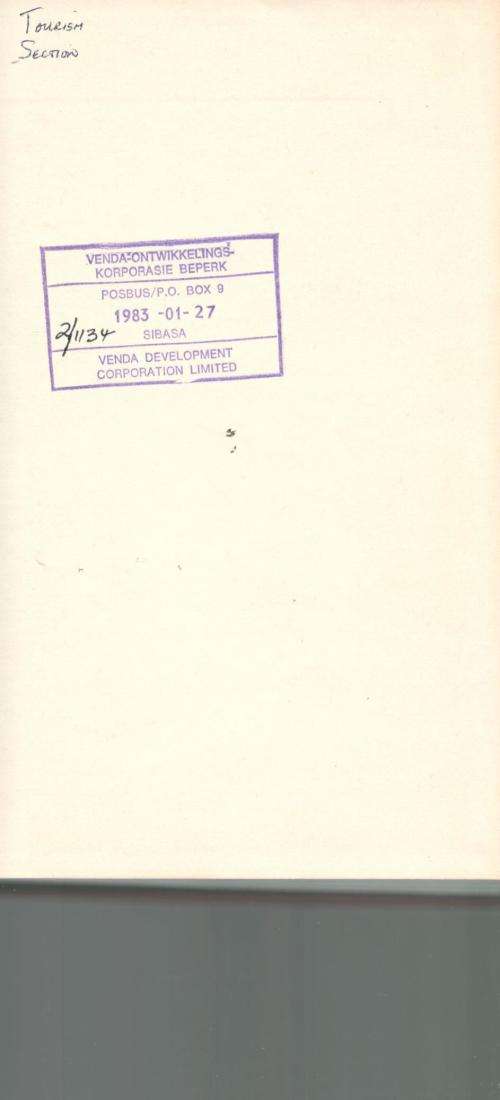 Tourism
Section
VENDA-ONTWIKKELINGS-
KORPORASIE BEPERK
POSBUS/P.O. BOX 9
1983 -01- 27
2/1134
SIBASA
VENDA DEVELOPMENT
CORPORATION LIMITED